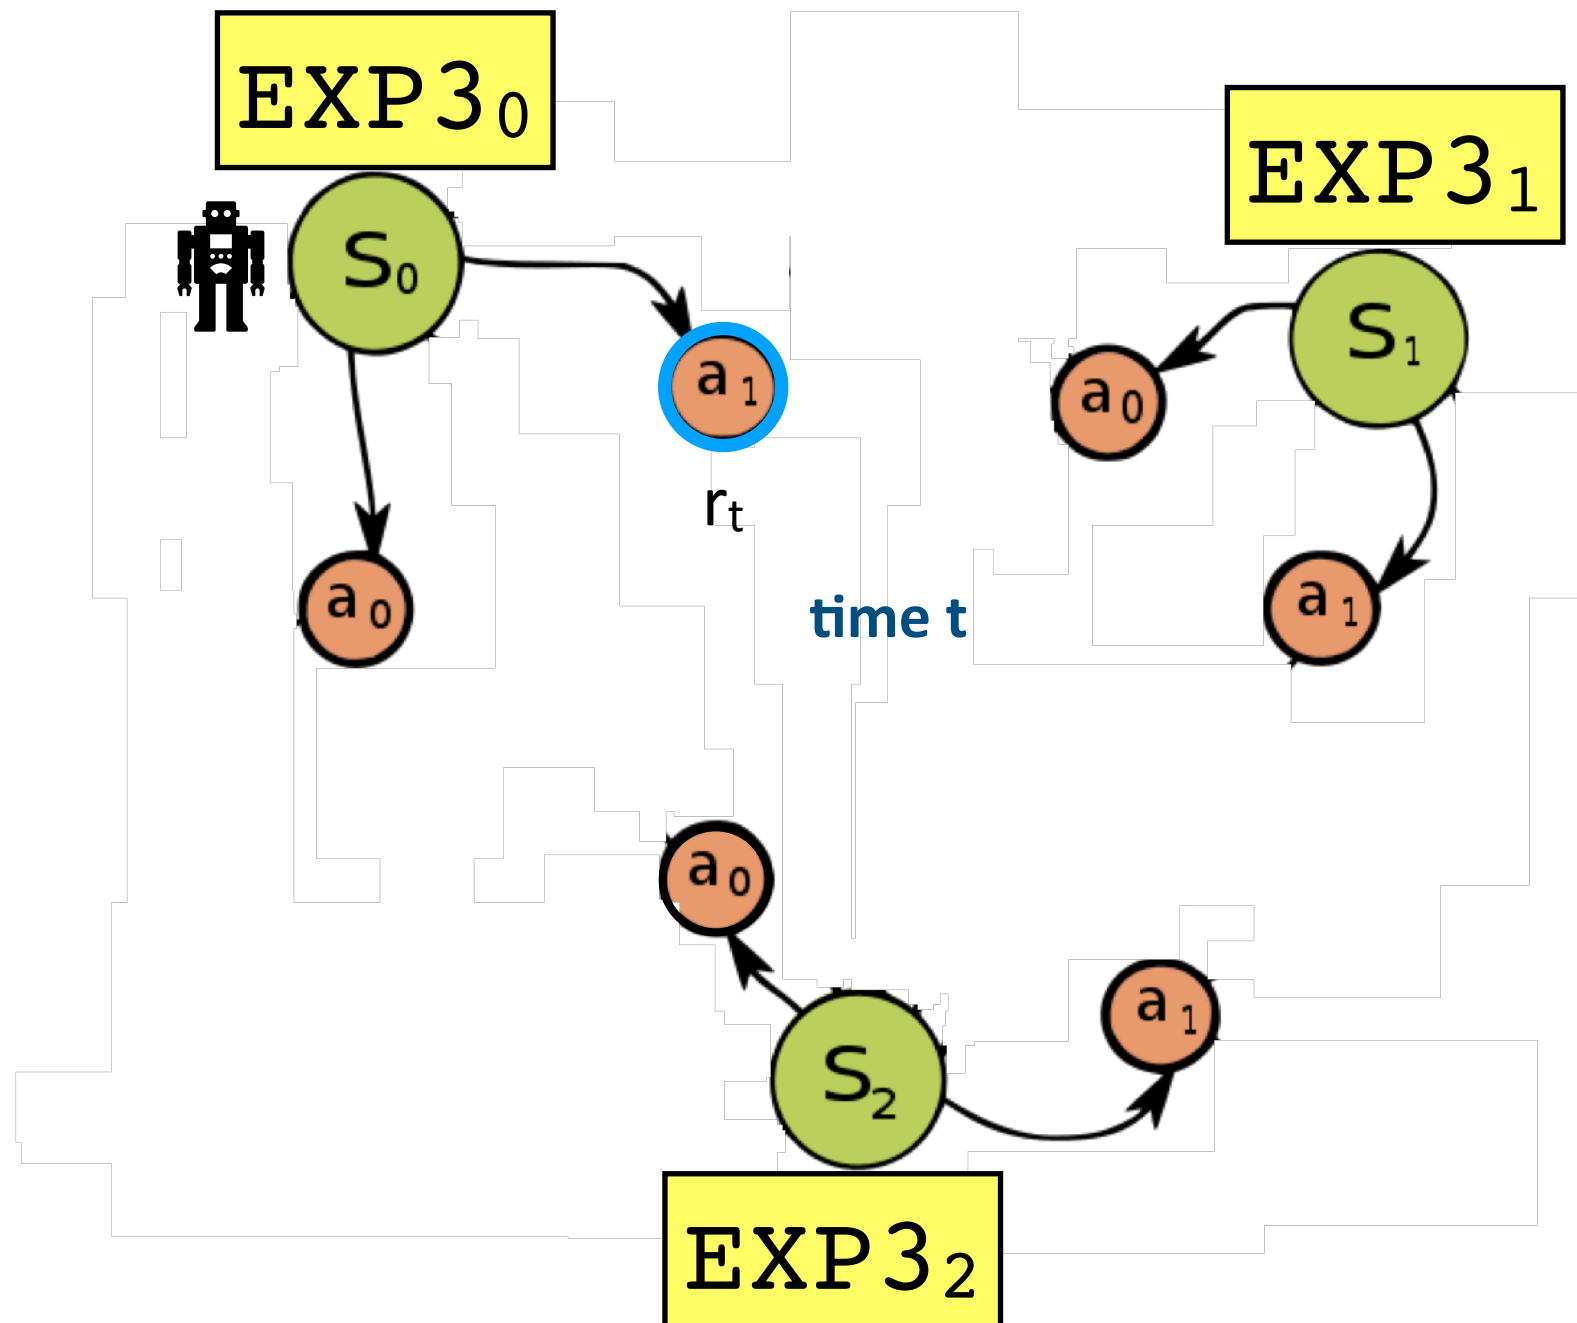 EXP3₀
EXP3₁
S₀
S₁
a₁
a₀
r_t
time t
a₀
a₁
a₀
a₁
S₂
EXP3₂